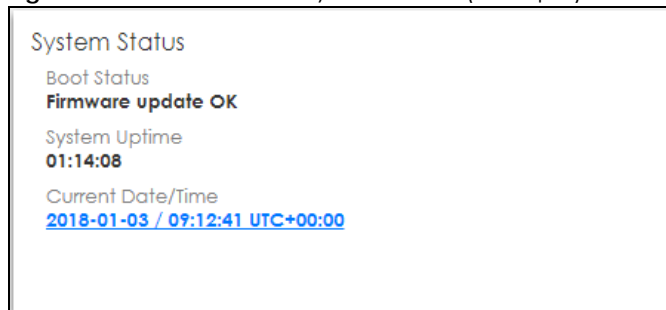 System Status
Boot Status
Firmware update OK
System Uptime
01:14:08
Current Date/Time
2018-01-03 / 09:12:41 UTC+00:00